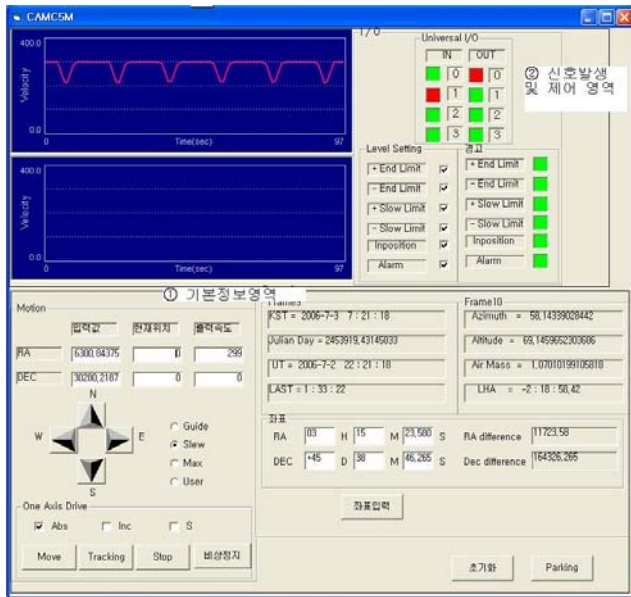 CAMC5M
400.0
Velocity
0.0
0
Time(sec)
97
400.0
Velocity
0.0
0
Time(sec)
97
I/O
Universal I/O
IN OUT
0 0
1 1
2 2
3 3
② 신호발생
및 제어 영역
Level Setting
+ End Limit
- End Limit
+ Slow Limit
- Slow Limit
Inposition
Alarm
경고
+ End Limit
- End Limit
+ Slow Limit
- Slow Limit
Inposition
Alarm
① 기본정보영역
Motion
입력값 현재위치 출력속도
RA 6300,84375 0 299
DEC 30280,2187 0 0
N
W E
S
Guide
Slew
Max
User
One Axis Drive
Abs Inc S
Move Tracking Stop 비상정지
Frame9
KST = 2006-7-3 7:21:18
Julian Day = 2453919,43145033
UT = 2006-7-2 22:21:18
LAST = 1:33:22
Frame10
Azimuth = 58,14339028442
Altitude = 69,1459652303686
Air Mass = 1,07010199105818
LHA = -2:18:58,42
좌표
RA 03 H 15 M 23,580 S RA difference 11723,58
DEC +45 D 38 M 46,265 S Dec difference 164326,265
좌표입력
초기화 Parking